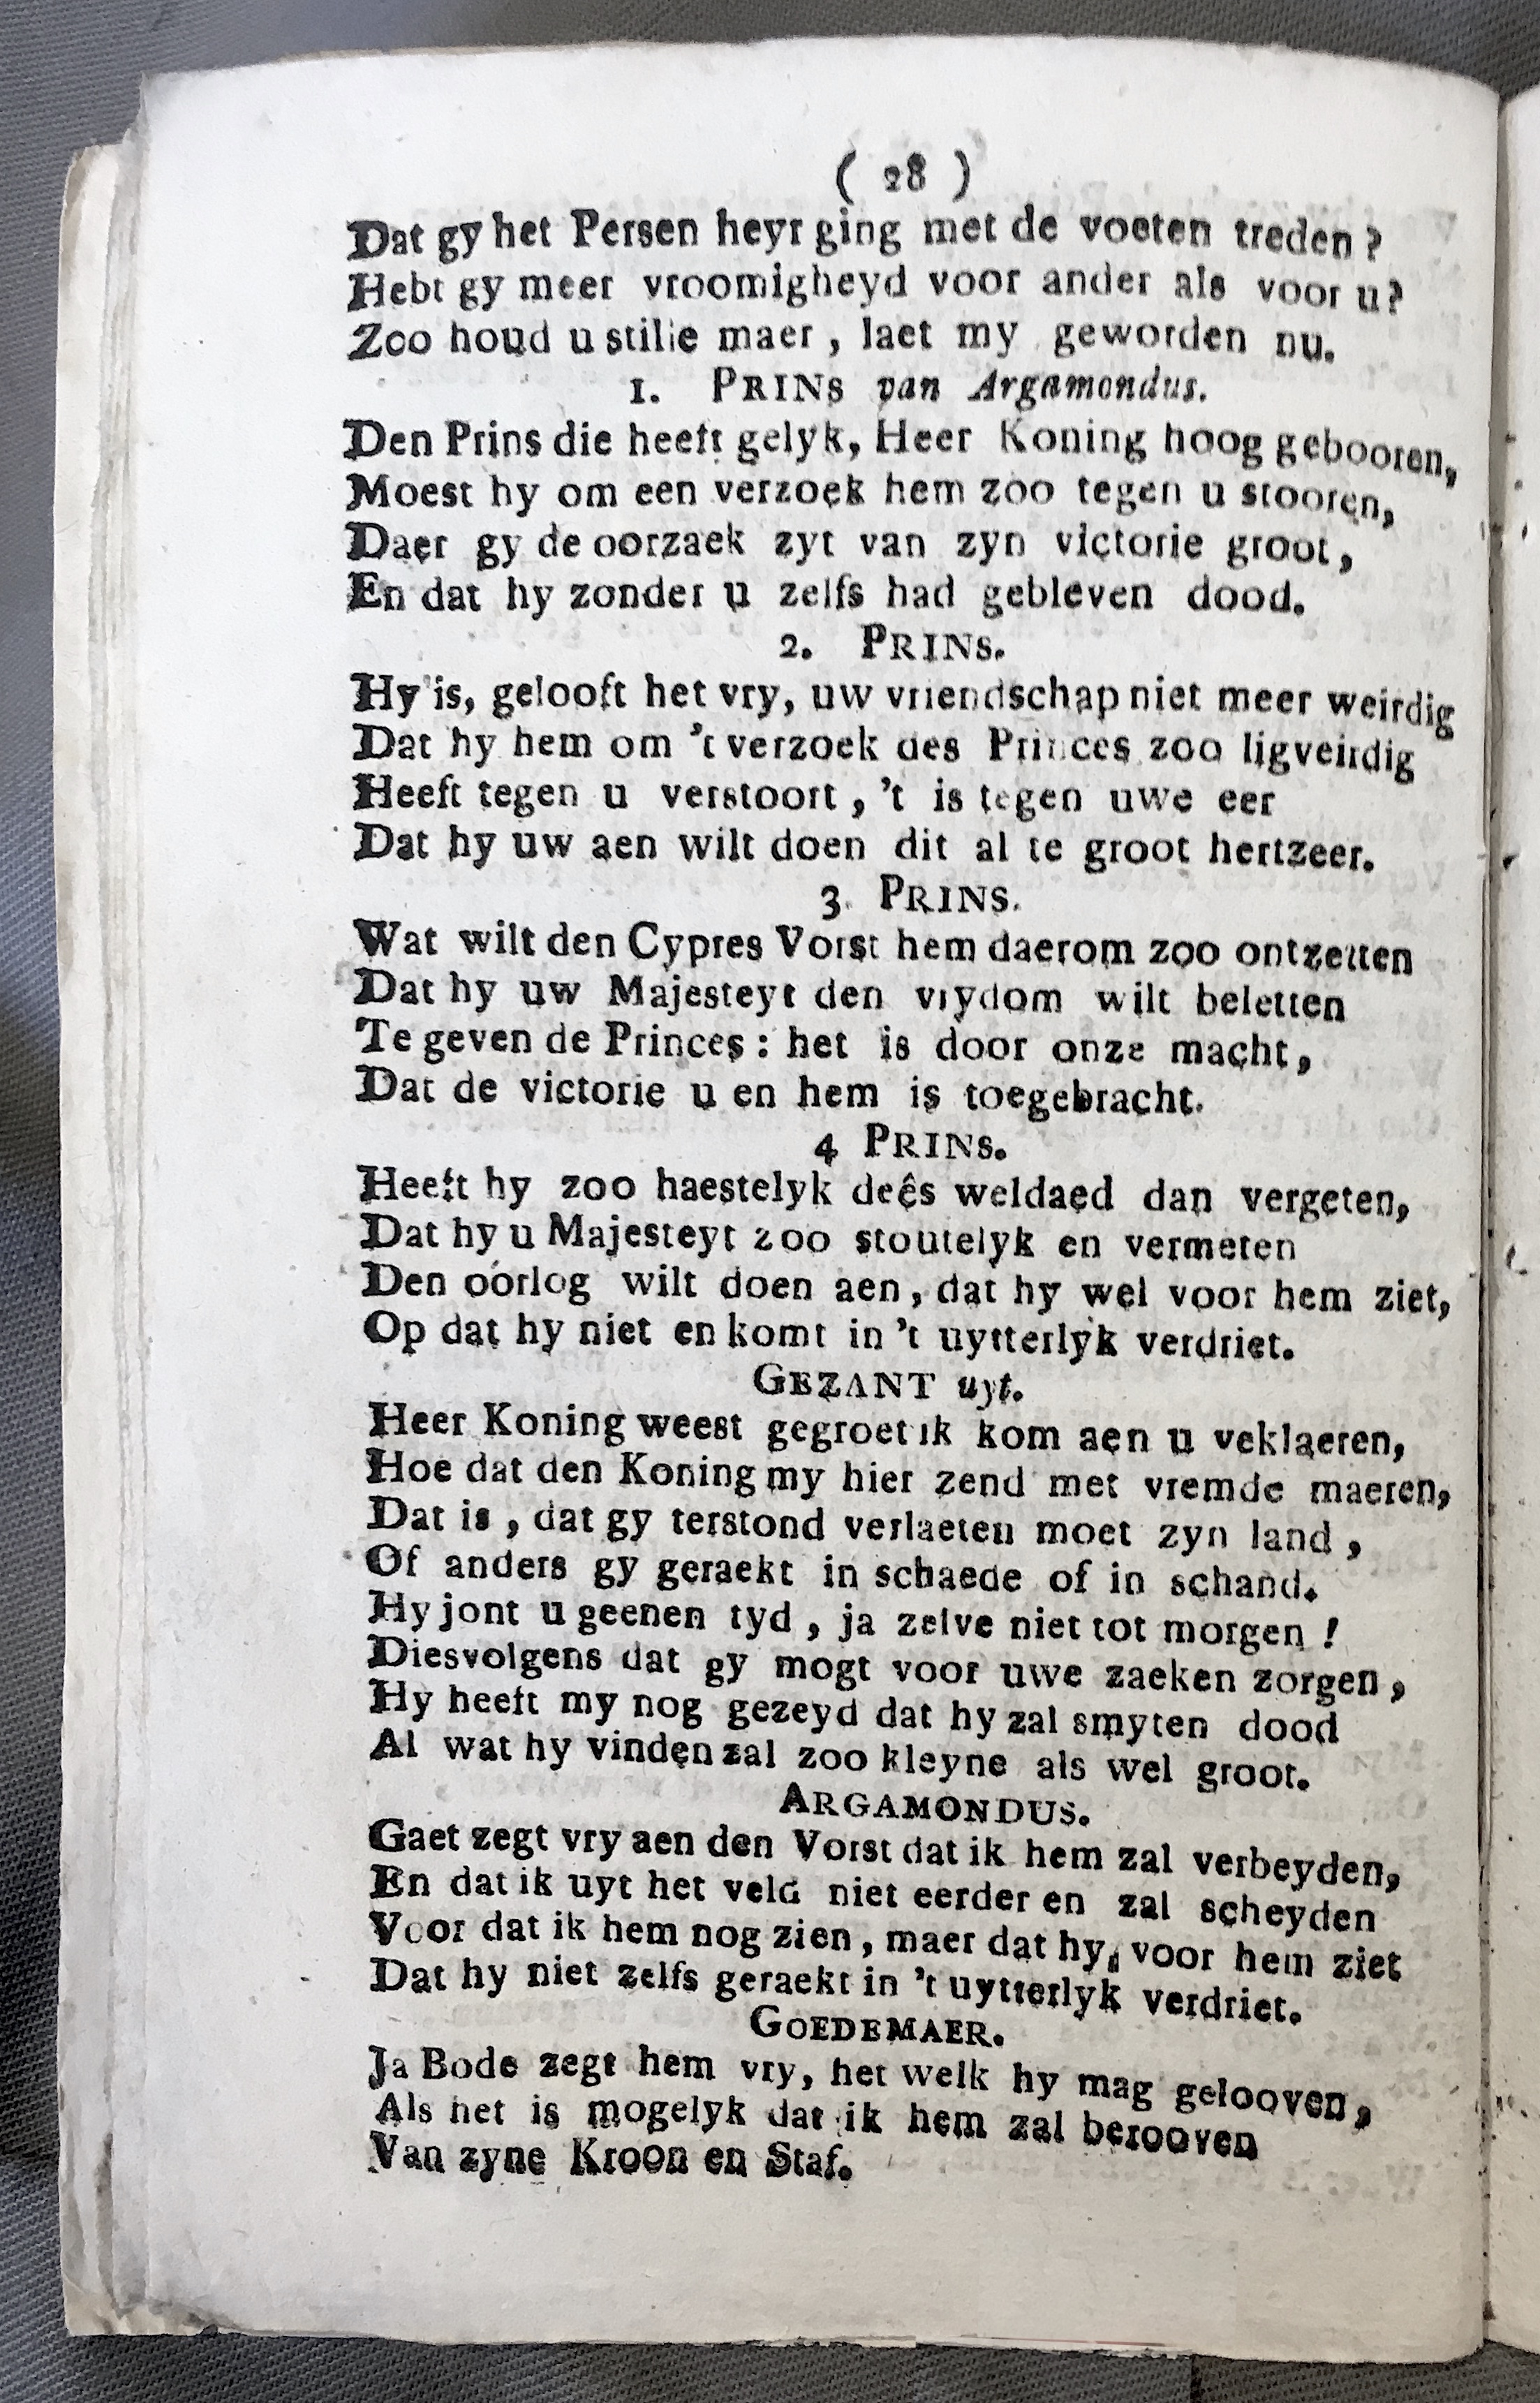 ( 28 )
Dat gy het Persen heyr ging met de voeten treden ?
Hebt gy meer vroomigheyd voor ander als voor u?
Zoo houd u stille maer , laet my geworden nu.
1. PRINS van Argamondus.
Den Prins die heeft gelyk, Heer Koning hoog gebooren,
Moest hy om een verzoek hem zoo tegen u stooren,
Daer gy de oorzaek zyt van zyn victorie groot,
En dat hy zonder u zelfs had gebleven dood.
2. PRINS.
Hy is, gelooft het vry, uw vriendschap niet meer weirdig
Dat hy hem om 't verzoek des Princes zoo ligveirdig
Heeft tegen u verstoort , 't is tegen uwe eer
Dat hy uw aen wilt doen dit al te groot hertzeer.
3. PRINS.
Wat wilt den Cypres Vorst hem daerom zoo ontzetten
Dat hy uw Majesteyt den vrydom wilt beletten
Te geven de Princes : het is door onze macht,
Dat de victorie u en hem is toegebracht.
4 PRINS.
Heeft hy zoo haestelyk deês weldaed dan vergeten,
Dat hy u Majesteyt zoo stoutelyk en vermeten
Den oórlog wilt doen aen, dat hy wel voor hem ziet,
Op dat hy niet en komt in 't uytterlyk verdriet.
GEZANT uyt.
Heer Koning weest gegroet ik kom aen u veklaeren,
Hoe dat den Koning my hier zend met vremde maeren,
Dat is , dat gy terstond verlaeten moet zyn land ,
Of anders gy geraekt in schaede of in schand.
Hy jont u geenen tyd , ja zelve niet tot morgen !
Diesvolgens dat gy mogt voor uwe zaeken zorgen ,
Hy heeft my nog gezeyd dat hy zal smyten dood
Al wat hy vinden zal zoo kleyne als wel groot.
ARGAMONDUS.
Gaet zegt vry aen den Vorst dat ik hem zal verbeyden,
En dat ik uyt het veld niet eerder en zal scheyden
Voor dat ik hem nog zien , maer dat hy, voor hem ziet
Dat hy niet zelfs geraekt in 't uytterlyk verdriet.
GOEDEMAER.
Ja Bode zegt hem vry, het welk hy mag gelooven,
Als het is mogelyk dat ik hem zal berooven
Van zyne Kroon en Staf.